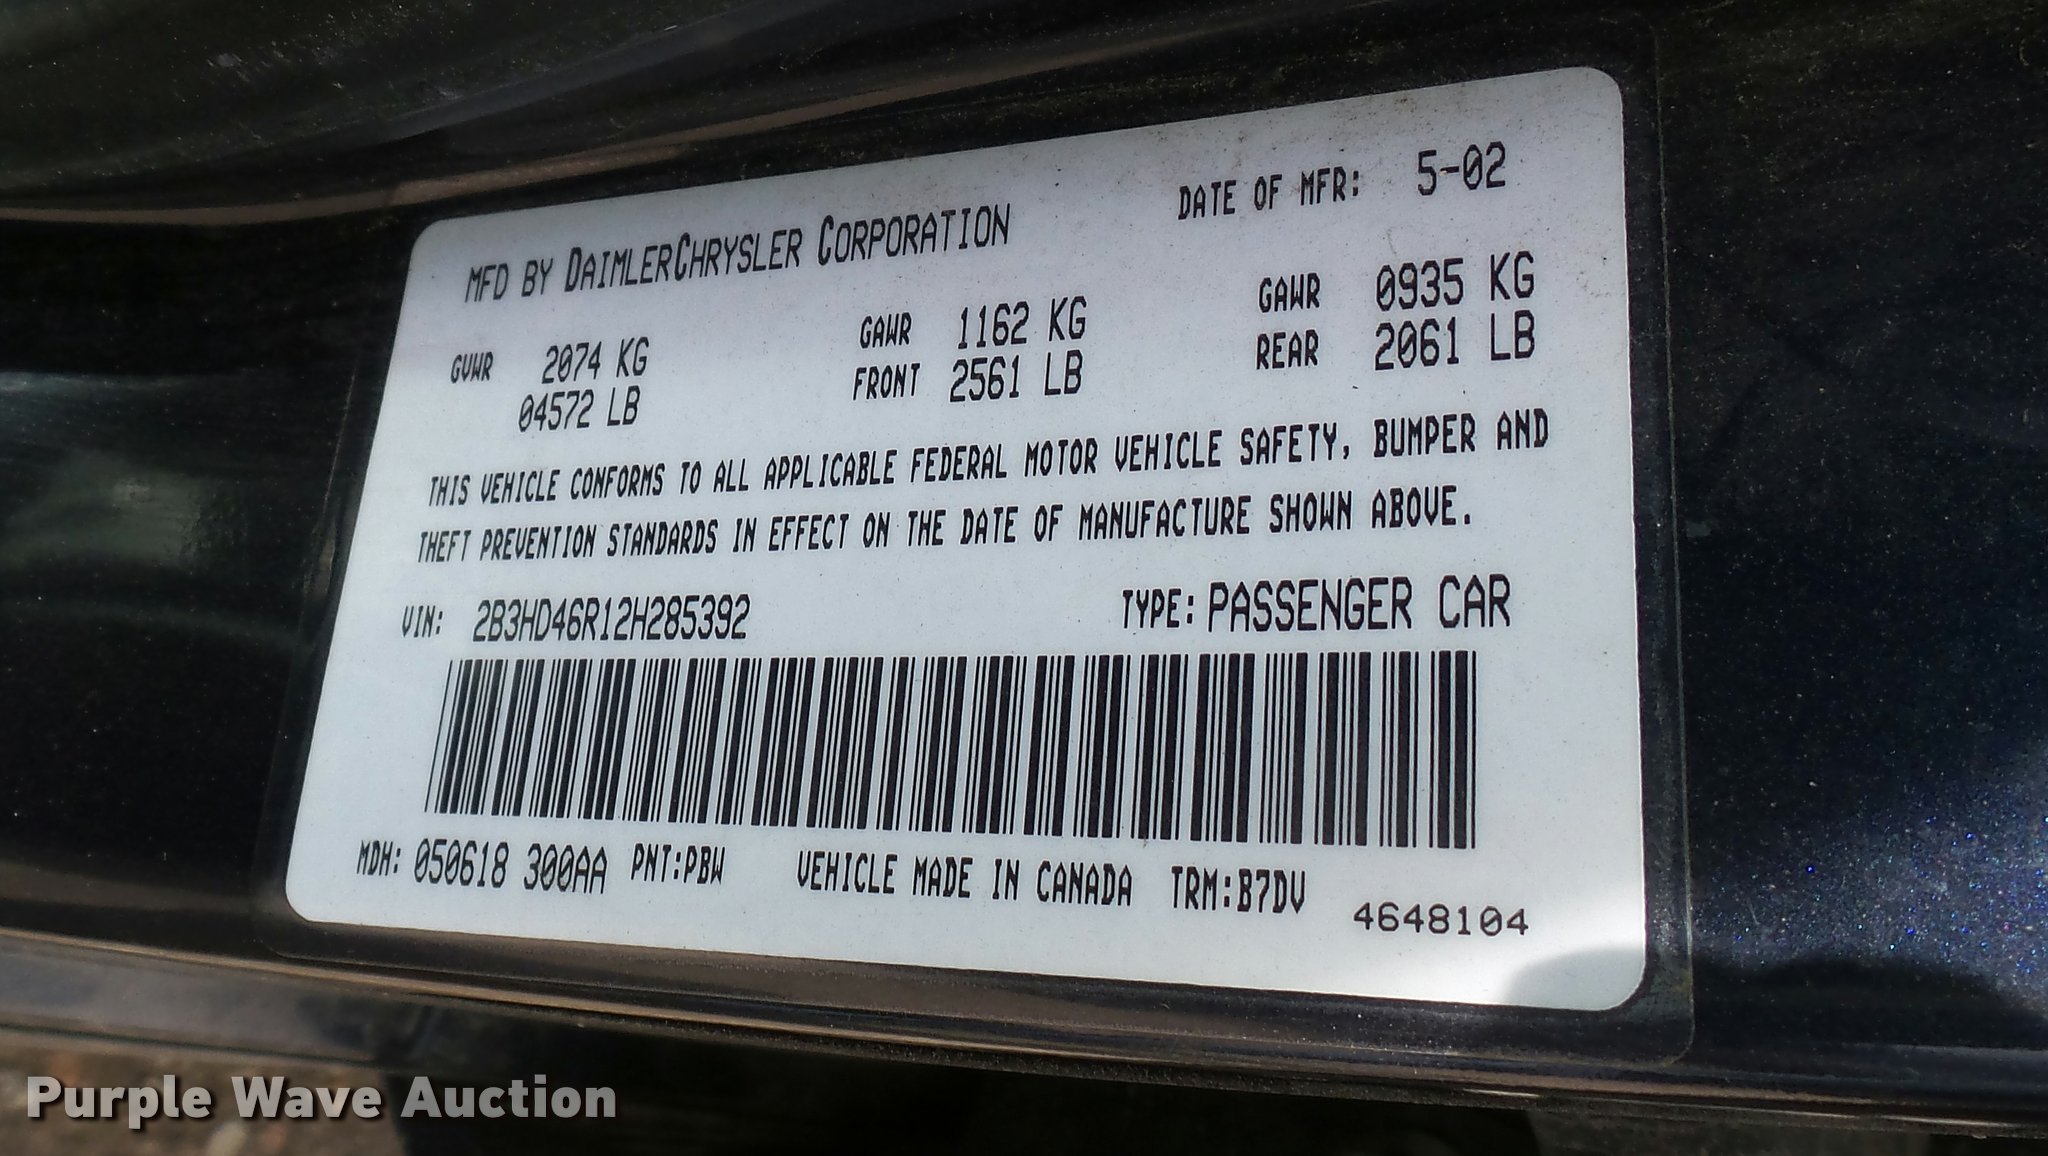 MFD BY DAIMLERCHRYSLER CORPORATION DATE OF MFR: 5-02
GVWR 2074 KG GAWR 1162 KG GAWR 0935 KG
04572 LB FRONT 2561 LB REAR 2061 LB
THIS VEHICLE CONFORMS TO ALL APPLICABLE FEDERAL MOTOR VEHICLE SAFETY, BUMPER AND
THEFT PREVENTION STANDARDS IN EFFECT ON THE DATE OF MANUFACTURE SHOWN ABOVE.
VIN: 2B3HD46R12H285392 TYPE: PASSENGER CAR
MDH: 050618 300AA PNT:PBW VEHICLE MADE IN CANADA TRM:B7DV 4648104
Purple Wave Auction